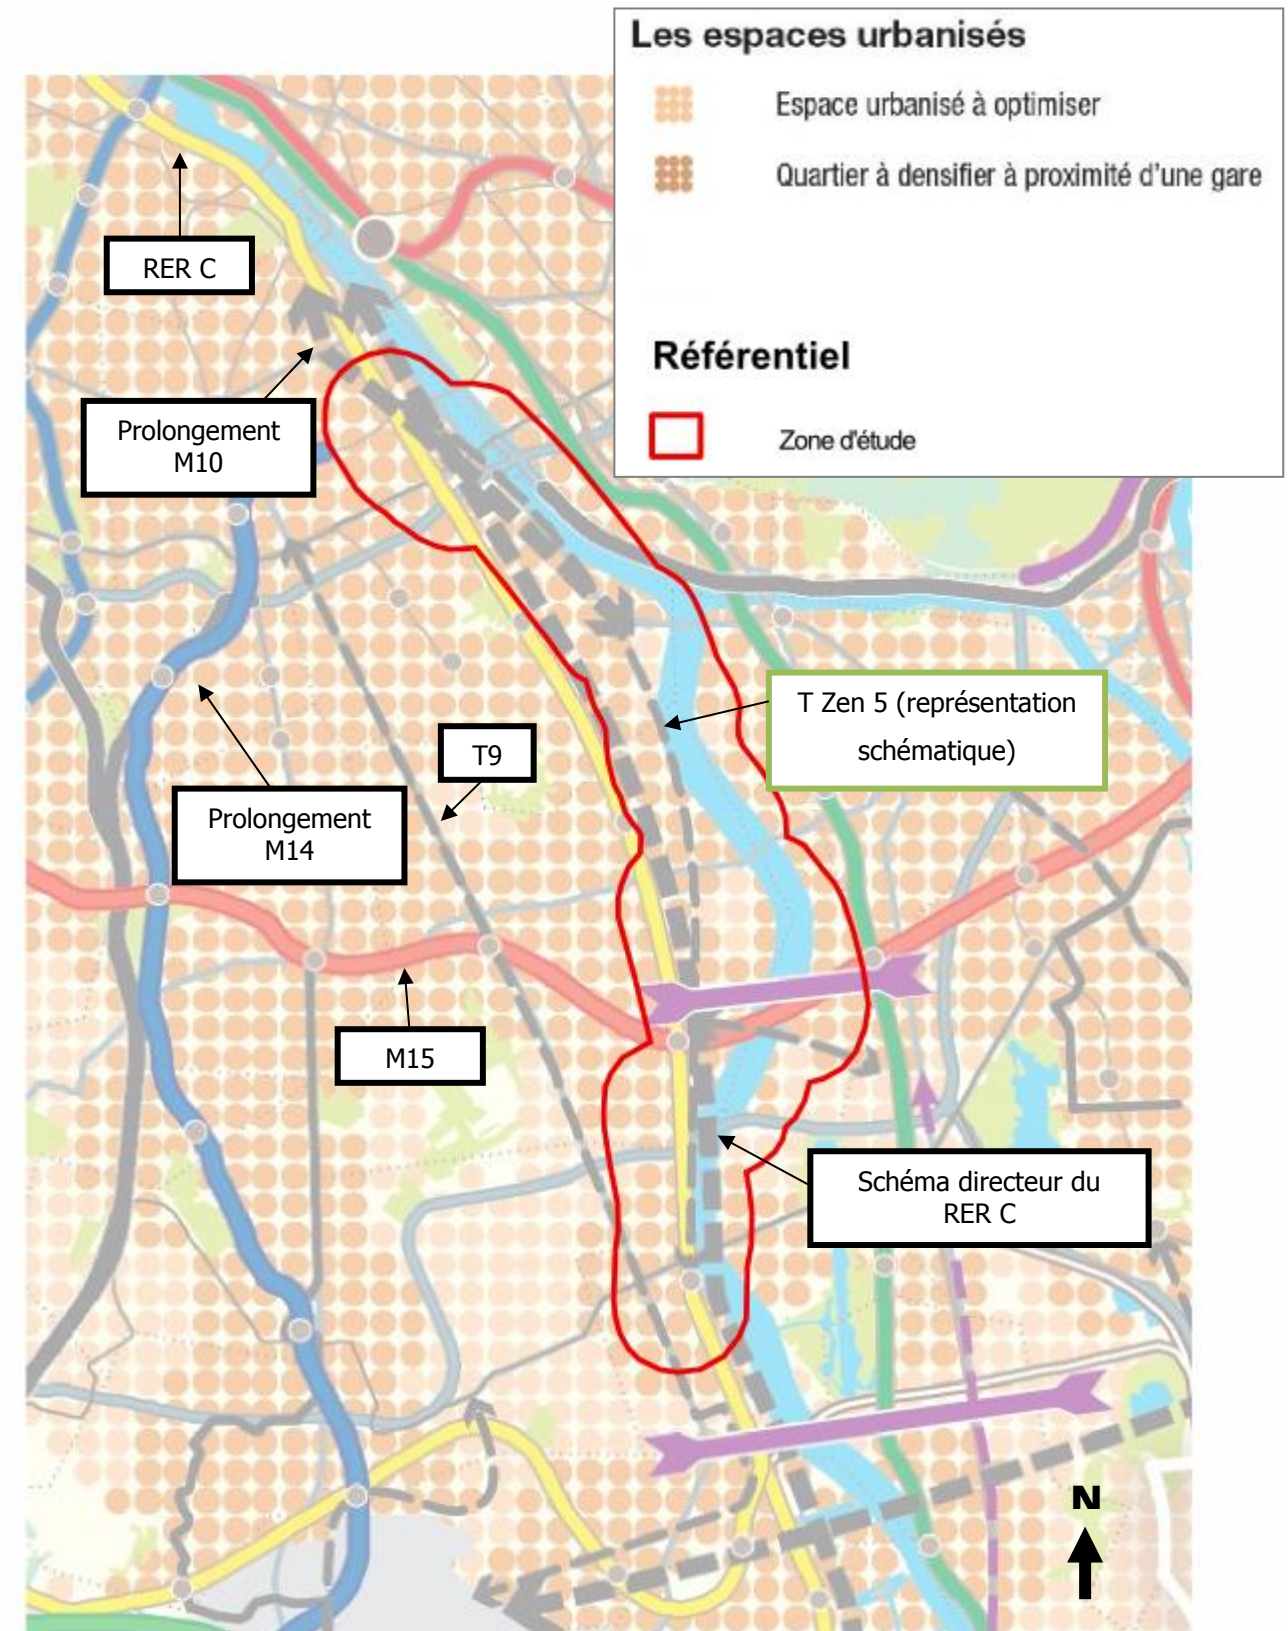 Les espaces urbanisés
Espace urbanisé à optimiser
Quartier à densifier à proximité d'une gare
Référentiel
Zone d'étude
RER C
Prolongement
M10
T Zen 5 (représentation
schématique)
T9
Prolongement
M14
M15
Schéma directeur du
RER C
N